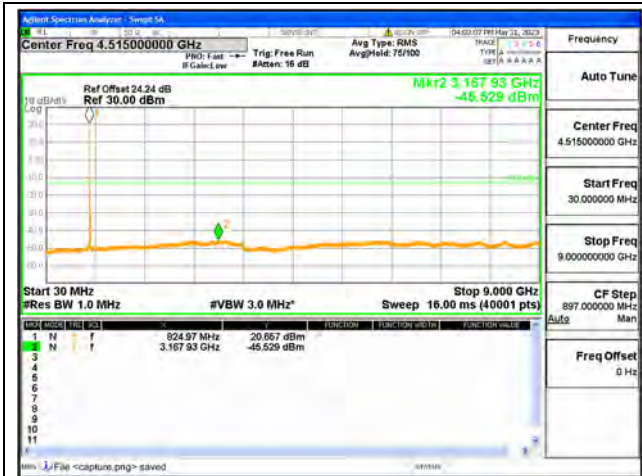 Agilent Spectrum Analyzer - Swept SA
04:03:07 PM May 31, 2023
Center Freq 4.515000000 GHz
PNO: Fast
IFGain:Low
Trig: Free Run
#Atten: 16 dB
Avg Type: RMS
Avg|Hold: 75/100
TRACE
TYPE
DET A A A A A A
Frequency
Mkr2 3.167 93 GHz
-45.529 dBm
Ref Offset 24.24 dB
Ref 30.00 dBm
10 dB/div
Log
2
Start 30 MHz
Stop 9.000 GHz
#Res BW 1.0 MHz
#VBW 3.0 MHz*
Sweep 16.00 ms (40001 pts)
MKR MODE TRC SCL X Y FUNCTION FUNCTION WIDTH FUNCTION VALUE
1 N 1 f 824.97 MHz 20.657 dBm
2 N 1 f 3.167 93 GHz -45.529 dBm
3
4
5
6
7
8
9
10
11
MSG File <capture.png> saved
STATUS
Auto Tune
Center Freq
4.515000000 GHz
Start Freq
30.000000 MHz
Stop Freq
9.000000000 GHz
CF Step
897.000000 MHz
Auto Man
Freq Offset
0 Hz